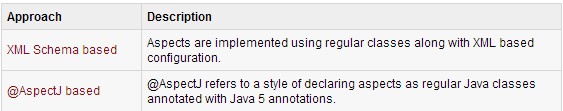 Approach Description
XML Schema based Aspects are implemented using regular classes along with XML based
configuration.
@AspectJ based @AspectJ refers to a style of declaring aspects as regular Java classes
annotated with Java 5 annotations.